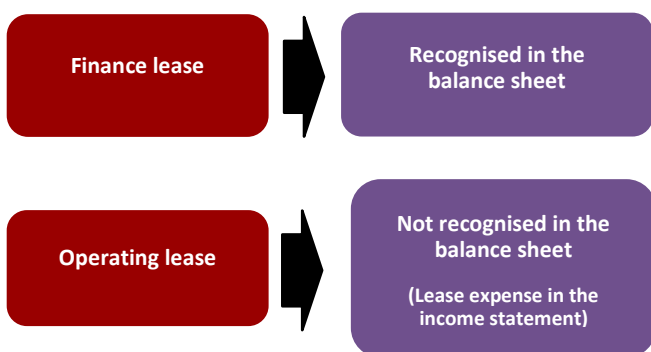 Finance lease
Recognised in the
balance sheet
Operating lease
Not recognised in the
balance sheet
(Lease expense in the
income statement)